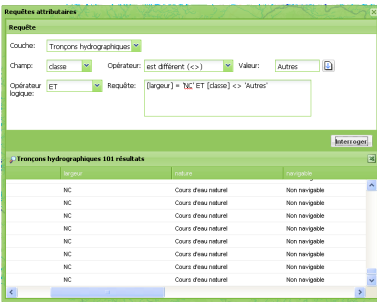 Requêtes attributaires
Requête
Couche: Tronçons hydrographiques
Champ: classe Opérateur: est différent (<>) Valeur: Autres
Opérateur logique: ET Requête: [largeur] = 'NC' ET [classe] <> 'Autres'
Interroger
Tronçons hydrographiques 101 résultats
largeur nature navigable
NC Cours d'eau naturel Non navigable
NC Cours d'eau naturel Non navigable
NC Cours d'eau naturel Non navigable
NC Cours d'eau naturel Non navigable
NC Cours d'eau naturel Non navigable
NC Cours d'eau naturel Non navigable
NC Cours d'eau naturel Non navigable
NC Cours d'eau naturel Non navigable